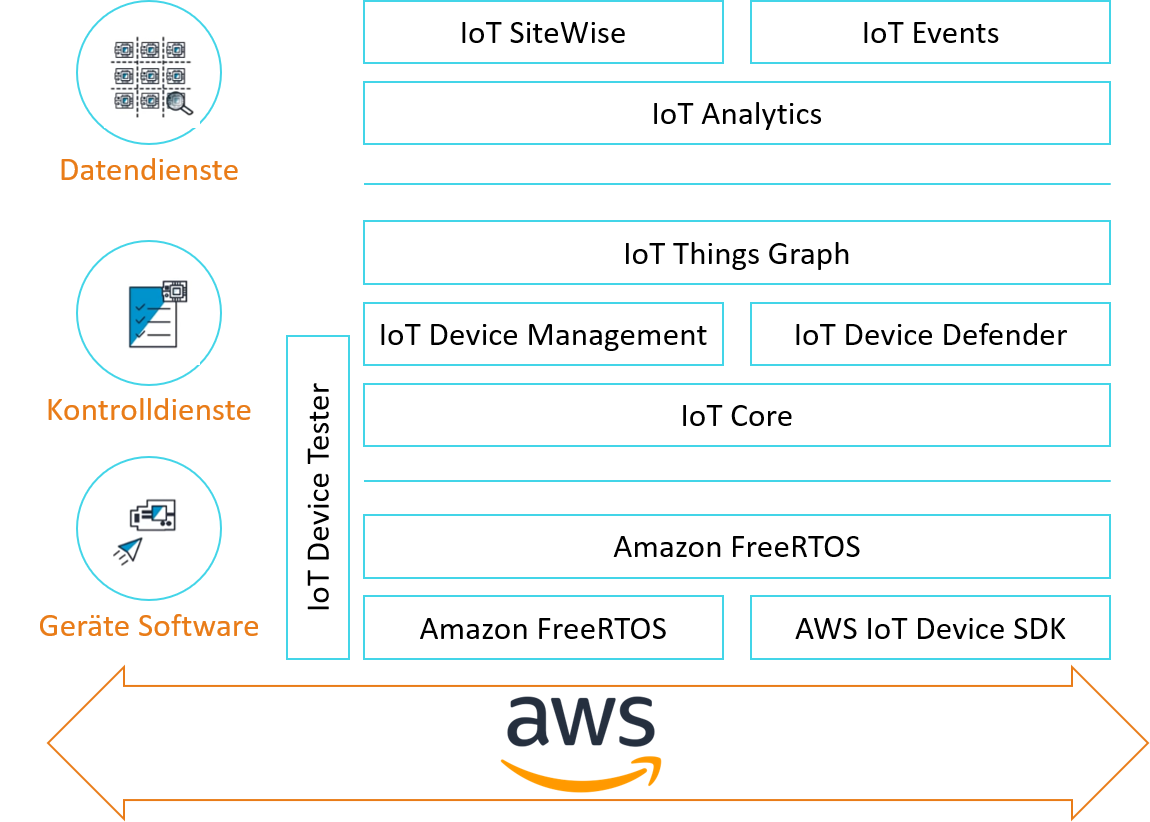 IoT SiteWise
IoT Events
IoT Analytics
Datendienste
IoT Things Graph
IoT Device Management
IoT Device Defender
IoT Core
Kontrolldienste
IoT Device Tester
Amazon FreeRTOS
Amazon FreeRTOS
AWS IoT Device SDK
Geräte Software
aws